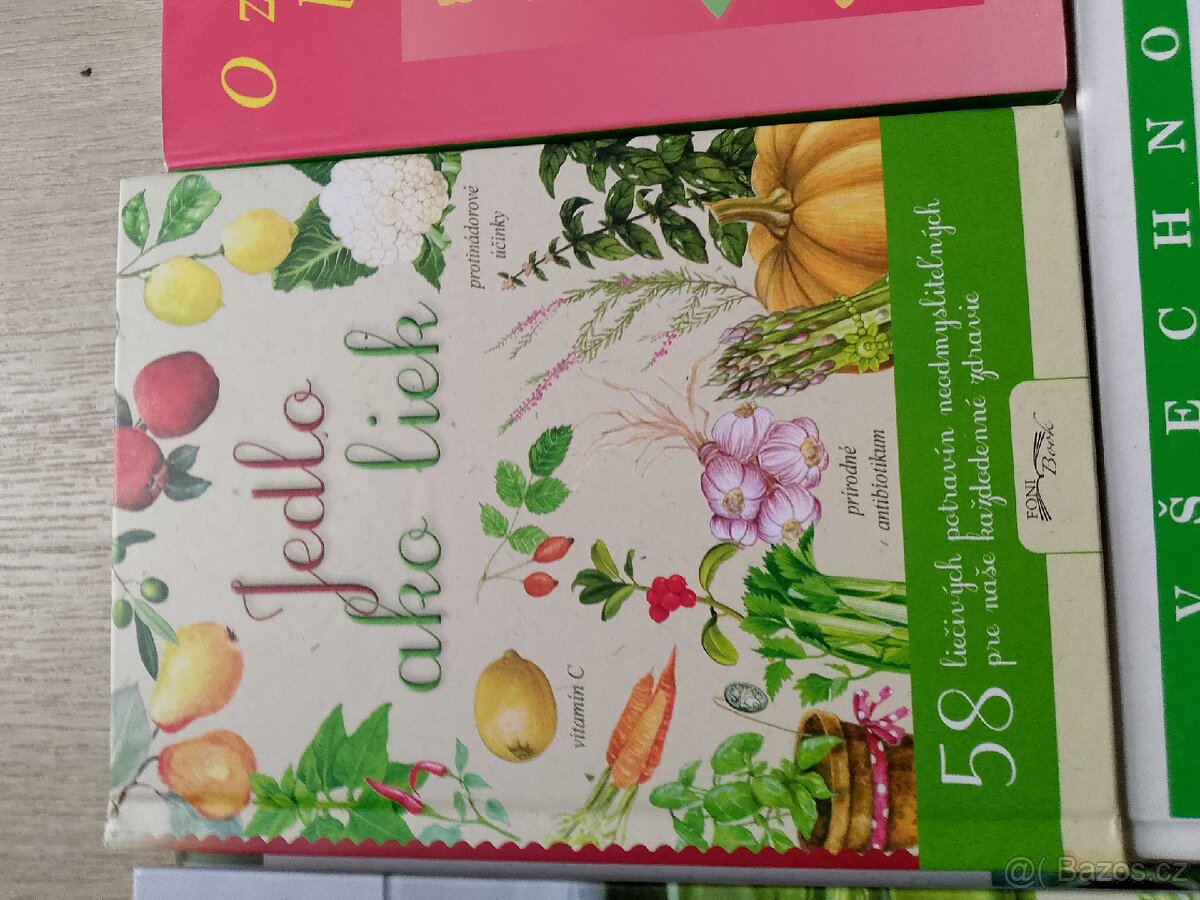 O z
Jedlo
ako liek
protinádorové
účinky
vitamín C
prírodné
antibiotikum
58 liečivých potravín neodmysliteľných
pre naše každodenné zdravie
FONI
Book
VŠECHNO
@( Bazos.cz